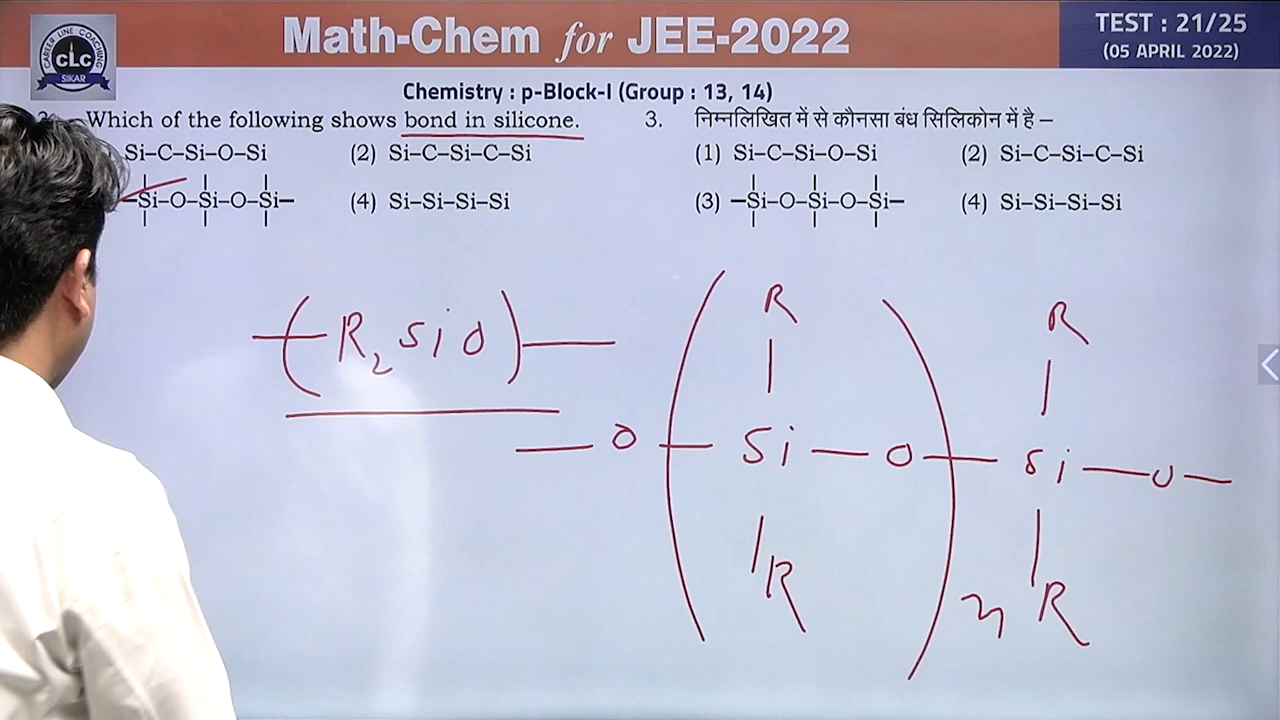 CAREER LINE COACHING
CLC
SIKAR
Math-Chem for JEE-2022
TEST : 21/25
(05 APRIL 2022)
Chemistry : p-Block-I (Group : 13, 14)
Which of the following shows bond in silicone.
Si–C–Si–O–Si (2) Si–C–Si–C–Si
–Si–O–Si–O–Si– (4) Si–Si–Si–Si
3. निम्नलिखित में से कौनसा बंध सिलिकोन में है –
(1) Si–C–Si–O–Si (2) Si–C–Si–C–Si
(3) –Si–O–Si–O–Si– (4) Si–Si–Si–Si
–(R₂SiO)–
R R
–O–(Si–O)–Si–O–
R n R